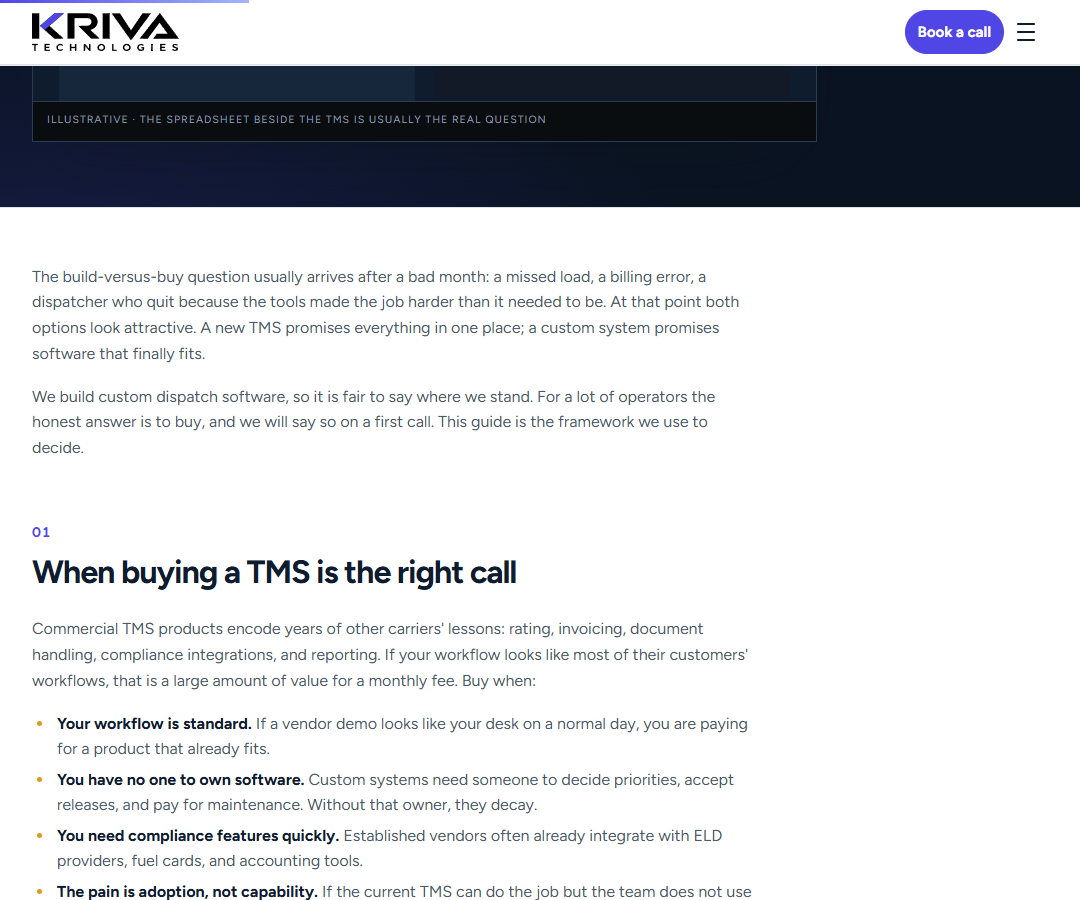 KRIVA
TECHNOLOGIES
Book a call
ILLUSTRATIVE · THE SPREADSHEET BESIDE THE TMS IS USUALLY THE REAL QUESTION
The build-versus-buy question usually arrives after a bad month: a missed load, a billing error, a
dispatcher who quit because the tools made the job harder than it needed to be. At that point both
options look attractive. A new TMS promises everything in one place; a custom system promises
software that finally fits.
We build custom dispatch software, so it is fair to say where we stand. For a lot of operators the
honest answer is to buy, and we will say so on a first call. This guide is the framework we use to
decide.
01
When buying a TMS is the right call
Commercial TMS products encode years of other carriers' lessons: rating, invoicing, document
handling, compliance integrations, and reporting. If your workflow looks like most of their customers'
workflows, that is a large amount of value for a monthly fee. Buy when:
• Your workflow is standard. If a vendor demo looks like your desk on a normal day, you are paying
for a product that already fits.
• You have no one to own software. Custom systems need someone to decide priorities, accept
releases, and pay for maintenance. Without that owner, they decay.
• You need compliance features quickly. Established vendors often already integrate with ELD
providers, fuel cards, and accounting tools.
• The pain is adoption, not capability. If the current TMS can do the job but the team does not use